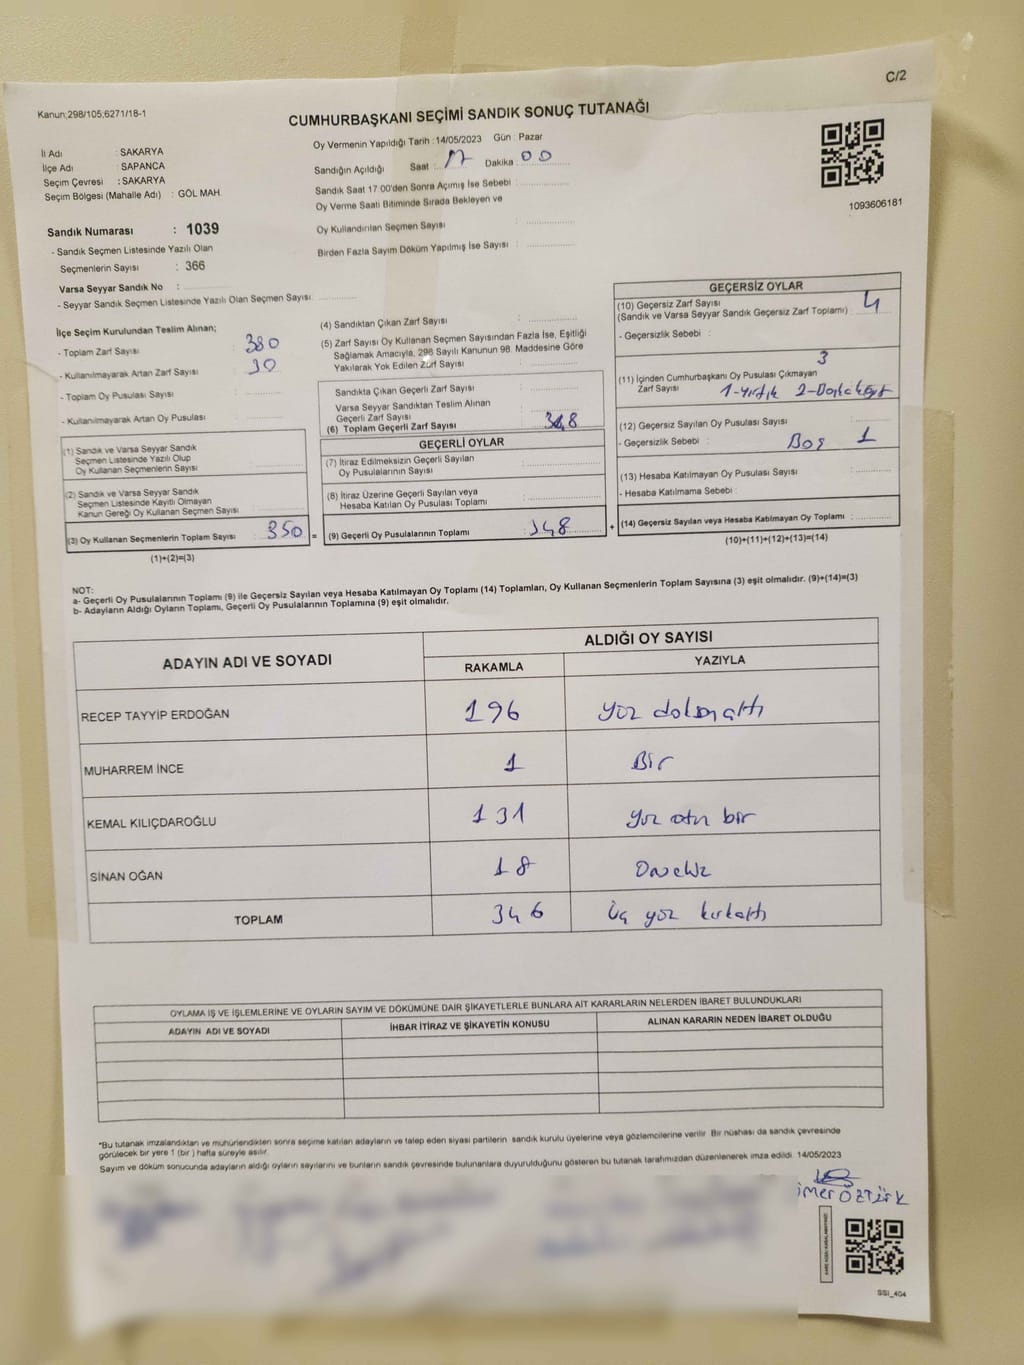 C/2
Kanun;298/105;6271/18-1
CUMHURBAŞKANI SEÇİMİ SANDIK SONUÇ TUTANAĞI
İl Adı : SAKARYA
İlçe Adı : SAPANCA
Seçim Çevresi : SAKARYA
Seçim Bölgesi (Mahalle Adı) : GÖL MAH.
Sandık Numarası : 1039
- Sandık Seçmen Listesinde Yazılı Olan
Seçmenlerin Sayısı : 366
Varsa Seyyar Sandık No :
- Seyyar Sandık Seçmen Listesinde Yazılı Olan Seçmen Sayısı:
Oy Vermenin Yapıldığı Tarih :14/05/2023 Gün : Pazar
Sandığın Açıldığı Saat : 17 Dakika : 00
Sandık Saat 17:00'den Sonra Açımış İse Sebebi :
Oy Verme Saati Bitiminde Sırada Bekleyen ve
Oy Kullandırılan Seçmen Sayısı :
Birden Fazla Sayım Döküm Yapılmış İse Sayısı :
1093606181
İlçe Seçim Kurulundan Teslim Alınan;
- Toplam Zarf Sayısı : 380
- Kullanılmayarak Artan Zarf Sayısı : 30
- Toplam Oy Pusulası Sayısı :
- Kullanılmayarak Artan Oy Pusulası :
(1) Sandık ve Varsa Seyyar Sandık
Seçmen Listesinde Yazılı Olup
Oy Kullanan Seçmenlerin Sayısı :
(2) Sandık ve Varsa Seyyar Sandık
Seçmen Listesinde Kayıtlı Olmayan
Kanun Gereği Oy Kullanan Seçmen Sayısı :
(3) Oy Kullanan Seçmenlerin Toplam Sayısı : 350
(1)+(2)=(3)
(4) Sandıktan Çıkan Zarf Sayısı :
(5) Zarf Sayısı Oy Kullanan Seçmen Sayısından Fazla İse, Eşitliği
Sağlamak Amacıyla, 298 Sayılı Kanunun 98. Maddesine Göre
Yakılarak Yok Edilen Zarf Sayısı :
Sandıkta Çıkan Geçerli Zarf Sayısı :
Varsa Seyyar Sandıktan Teslim Alınan
Geçerli Zarf Sayısı :
(6) Toplam Geçerli Zarf Sayısı : 348
GEÇERLİ OYLAR
(7) İtiraz Edilmeksizin Geçerli Sayılan
Oy Pusulalarının Sayısı :
(8) İtiraz Üzerine Geçerli Sayılan veya
Hesaba Katılan Oy Pusulası Toplamı :
= (9) Geçerli Oy Pusulalarının Toplamı : 348 +
GEÇERSİZ OYLAR
(10) Geçersiz Zarf Sayısı
(Sandık ve Varsa Seyyar Sandık Geçersiz Zarf Toplamı) : 4
- Geçersizlik Sebebi :
3
(11) İçinden Cumhurbaşkanı Oy Pusulası Çıkmayan
Zarf Sayısı 1-Yırtık 2-
(12) Geçersiz Sayılan Oy Pusulası Sayısı :
- Geçersizlik Sebebi : Boş 1
(13) Hesaba Katılmayan Oy Pusulası Sayısı :
- Hesaba Katılmama Sebebi :
(14) Geçersiz Sayılan veya Hesaba Katılmayan Oy Toplamı :
(10)+(11)+(12)+(13)=(14)
NOT:
a- Geçerli Oy Pusulalarının Toplamı (9) ile Geçersiz Sayılan veya Hesaba Katılmayan Oy Toplamı (14) Toplamları, Oy Kullanan Seçmenlerin Toplam Sayısına (3) eşit olmalıdır. (9)+(14)=(3)
b- Adayların Aldığı Oyların Toplamı, Geçerli Oy Pusulalarının Toplamına (9) eşit olmalıdır.
ADAYIN ADI VE SOYADI
ALDIĞI OY SAYISI
RAKAMLA YAZIYLA
RECEP TAYYİP ERDOĞAN 196 yüz doksan altı
MUHARREM İNCE 1 Bir
KEMAL KILIÇDAROĞLU 131 yüz otuz bir
SİNAN OĞAN 18 Onsekiz
TOPLAM 346 üç yüz kırkaltı
OYLAMA İŞ VE İŞLEMLERİNE VE OYLARIN SAYIM VE DÖKÜMÜNE DAİR ŞİKAYETLERLE BUNLARA AİT KARARLARIN NELERDEN İBARET BULUNDUKLARI
ADAYIN ADI VE SOYADI İHBAR İTİRAZ VE ŞİKAYETİN KONUSU ALINAN KARARIN NEDEN İBARET OLDUĞU
*Bu tutanak imzalandıktan ve mühürlendikten sonra seçime katılan adayların ve talep eden siyasi partilerin sandık kurulu üyelerine veya gözlemcilerine verilir. Bir nüshası da sandık çevresinde
görülecek bir yere 1 (bir) hafta süreyle asılır.
Sayım ve döküm sonucunda adayların aldığı oyların sayılarını ve bunların sandık çevresinde bulunanlara duyurulduğunu gösteren bu tutanak tarafımızdan düzenlenerek imza edildi. 14/05/2023
ÖZTÜRK
SSI_404